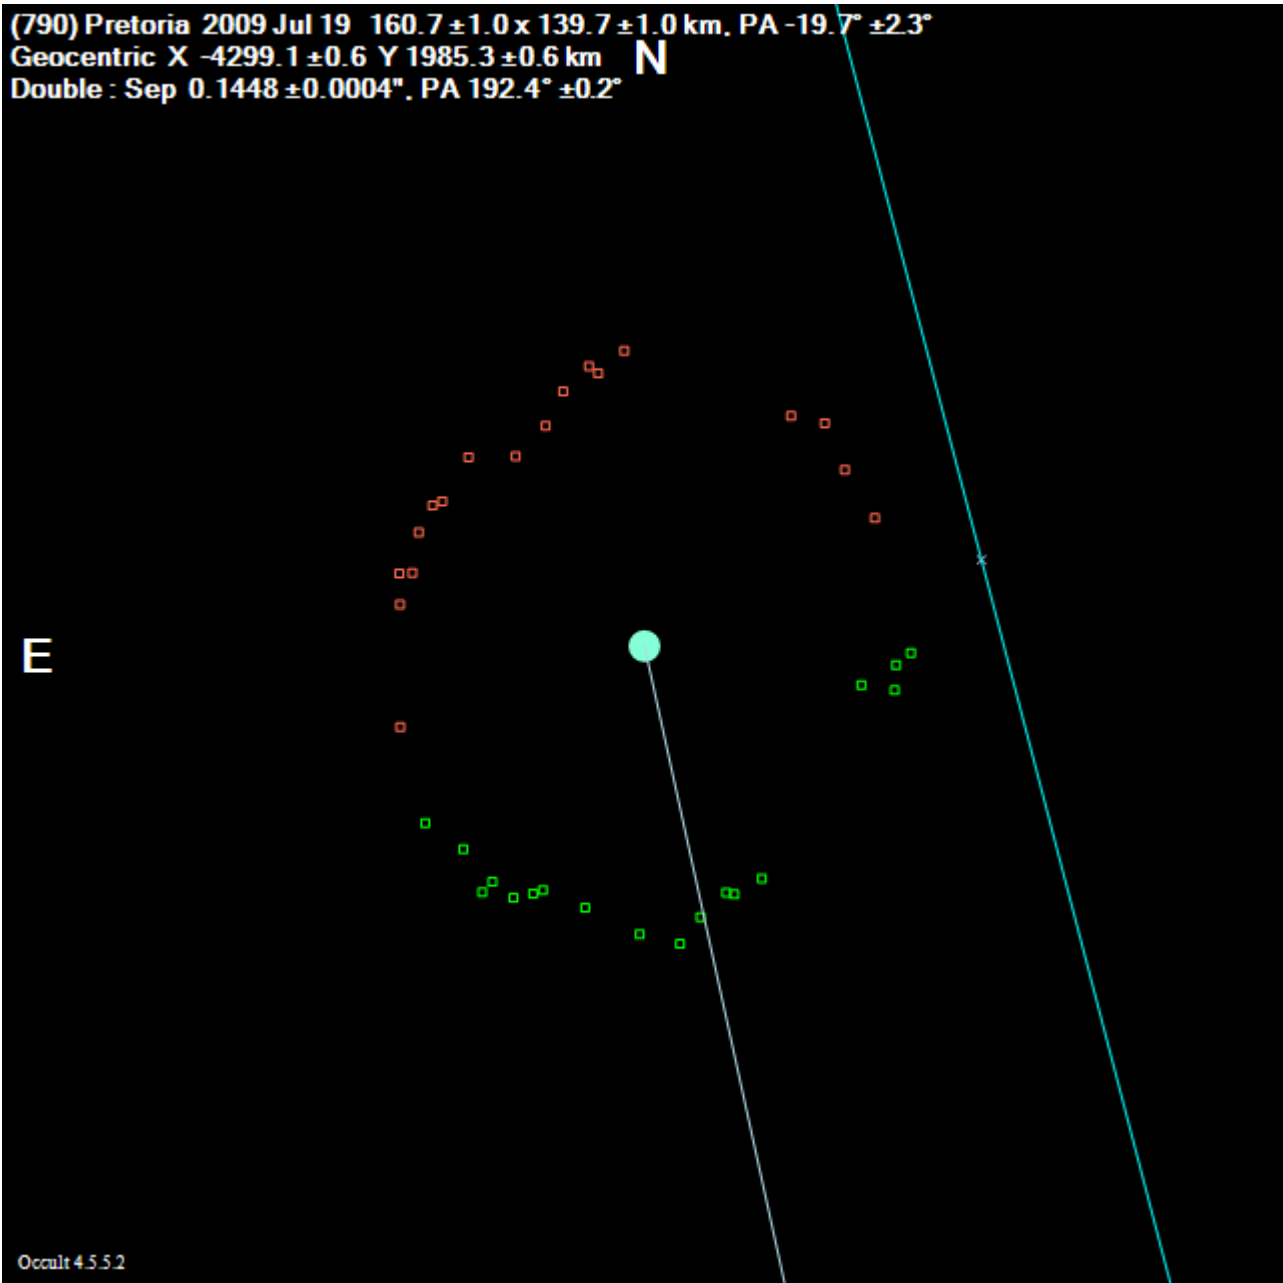 (790) Pretoria 2009 Jul 19 160.7 ±1.0 x 139.7 ±1.0 km, PA -19.7° ±2.3°
Geocentric X -4299.1 ±0.6 Y 1985.3 ±0.6 km
N
Double : Sep 0.1448 ±0.0004", PA 192.4° ±0.2°
E
Occult 4.5.5.2